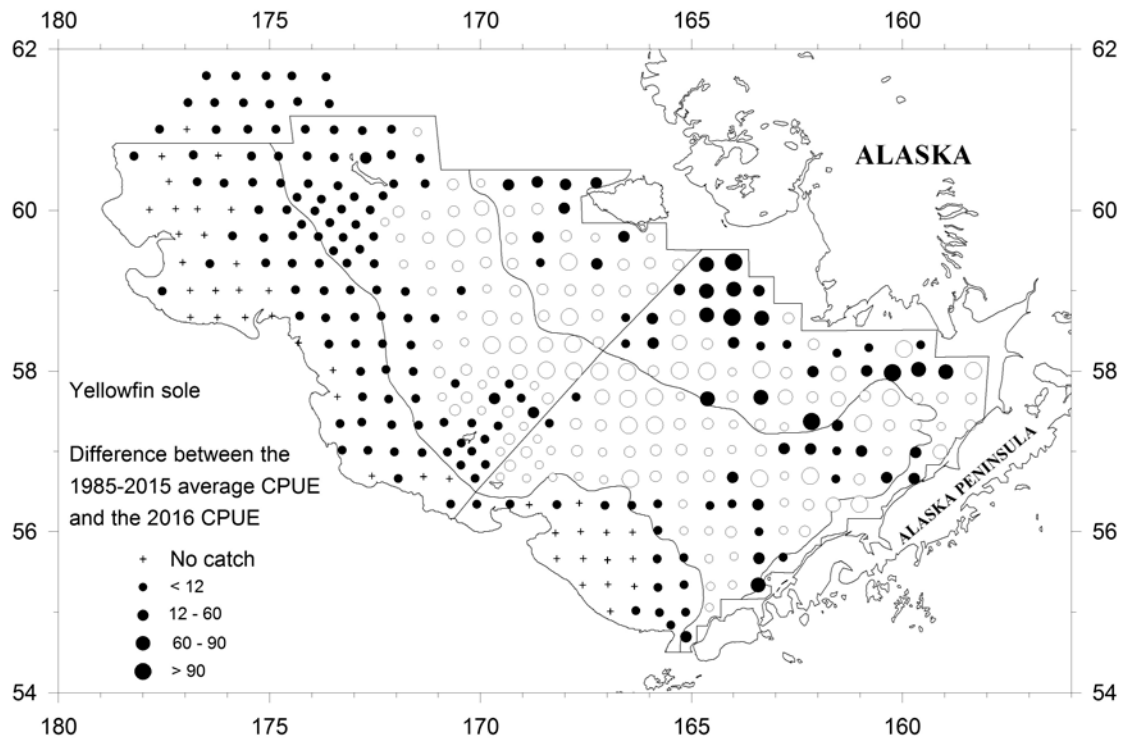 180 175 170 165 160
62 62
ALASKA
60 60
58 58
Yellowfin sole
Difference between the
1985-2015 average CPUE
and the 2016 CPUE
ALASKA PENINSULA
56 56
No catch
< 12
12 - 60
60 - 90
> 90
54 54
180 175 170 165 160